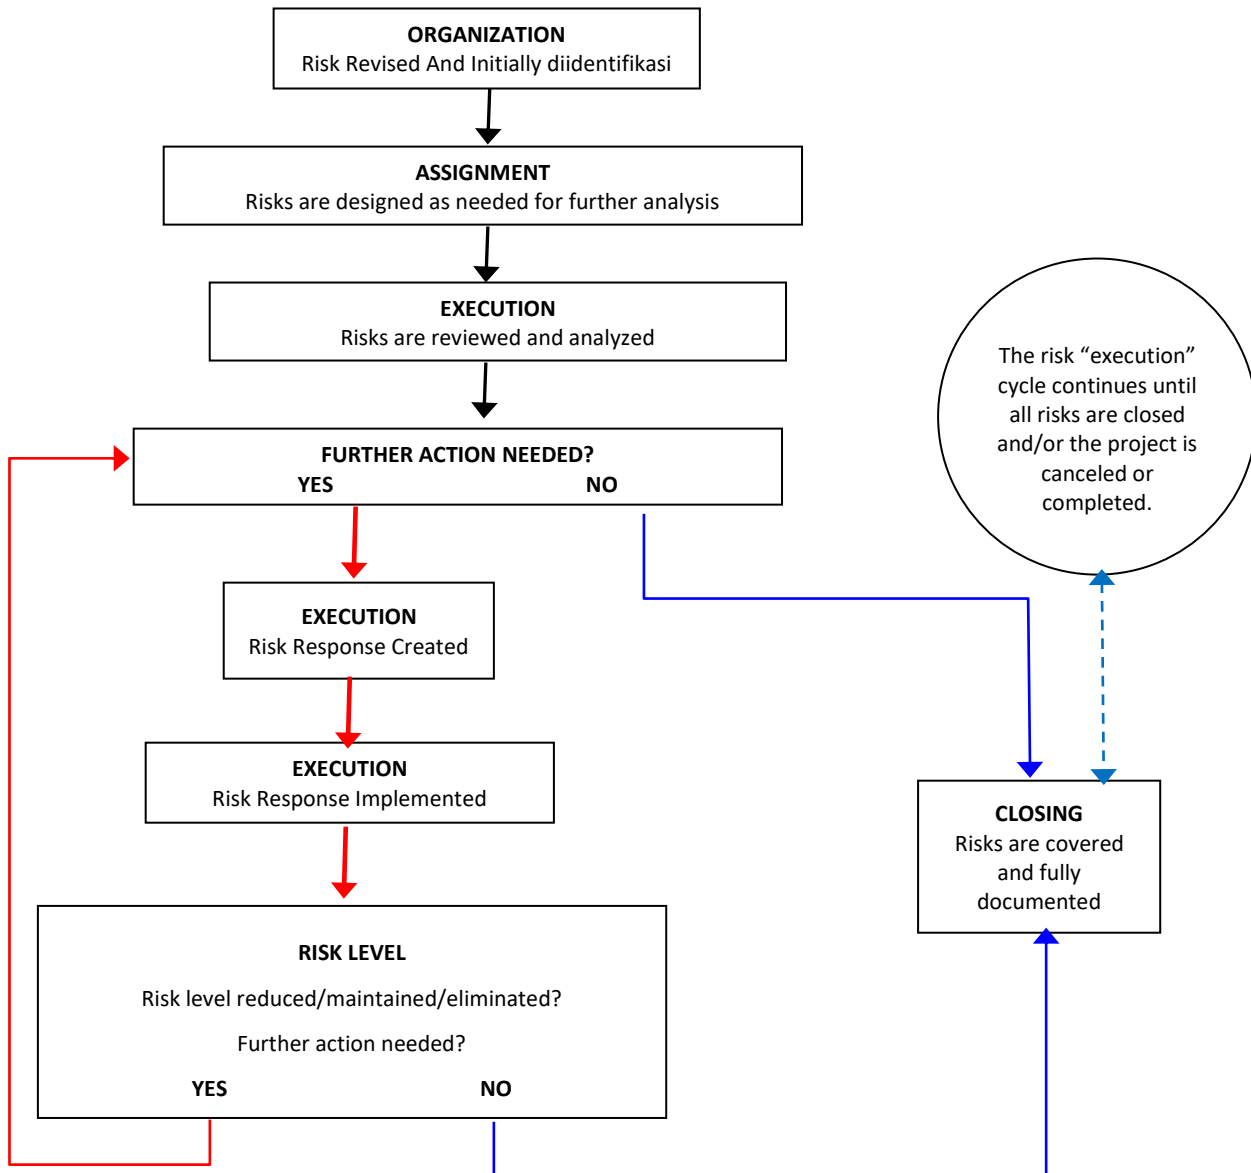 ORGANIZATION
Risk Revised And Initially diidentifikasi
ASSIGNMENT
Risks are designed as needed for further analysis
EXECUTION
Risks are reviewed and analyzed
FURTHER ACTION NEEDED?
YES NO
EXECUTION
Risk Response Created
EXECUTION
Risk Response Implemented
RISK LEVEL
Risk level reduced/maintained/eliminated?
Further action needed?
YES NO
The risk “execution”
cycle continues until
all risks are closed
and/or the project is
canceled or
completed.
CLOSING
Risks are covered
and fully
documented